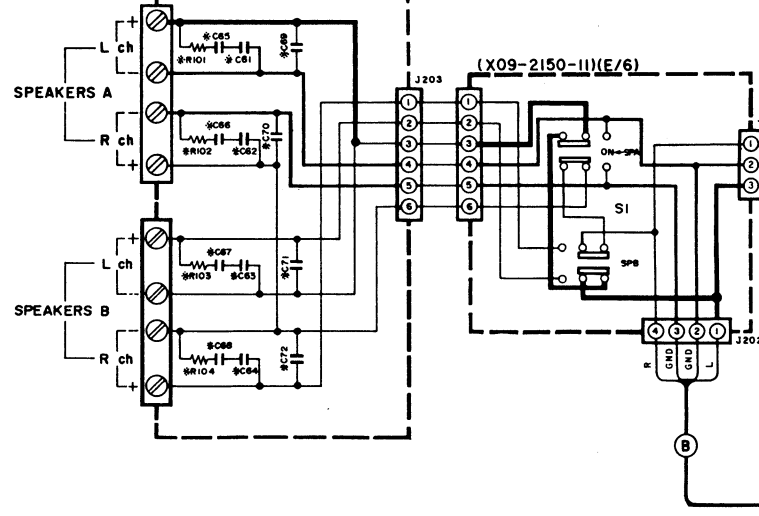 (X09-2150-11)(E/6)
SPEAKERS A
L ch
+
-
※C65
※R101
※C61
※C69
R ch
-
+
※C66
※R102
※C62
※C70
SPEAKERS B
L ch
+
-
※C67
※R103
※C65
※C71
R ch
-
+
※C68
※R104
※C64
※C72
J203
1
2
3
4
5
6
1
2
3
4
5
6
ON SPA
S1
SPB
1
2
3
4
3
2
1
J202
R
GND
GND
L
B